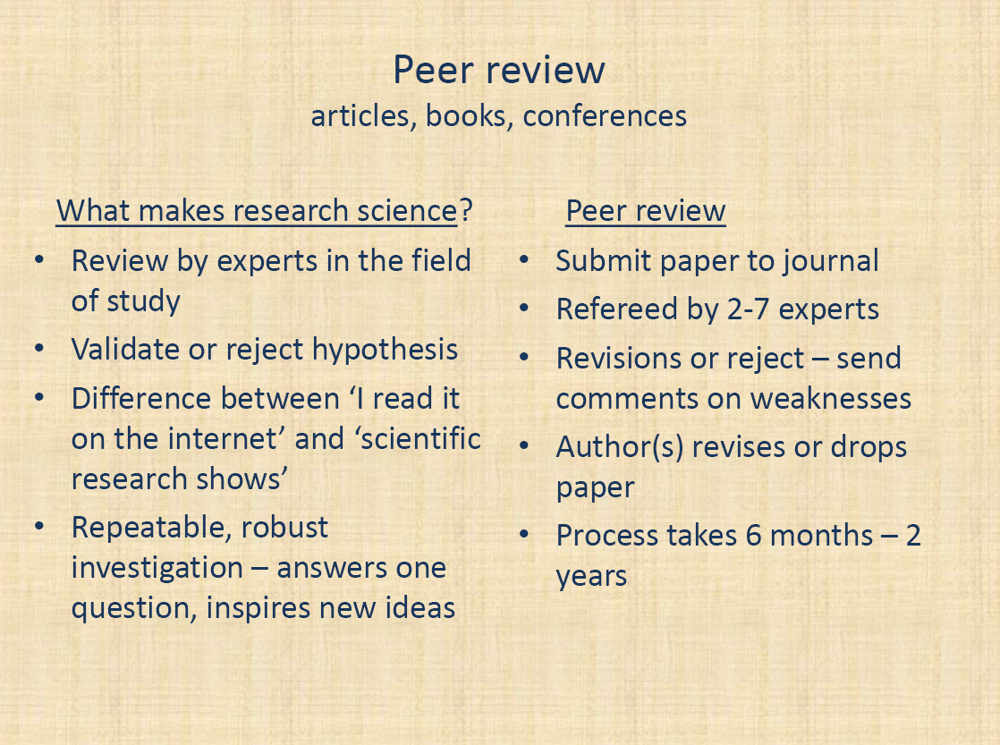 Peer review
articles, books, conferences
What makes research science?
• Review by experts in the field
of study
• Validate or reject hypothesis
• Difference between ‘I read it
on the internet’ and ‘scientific
research shows’
• Repeatable, robust
investigation – answers one
question, inspires new ideas
Peer review
• Submit paper to journal
• Refereed by 2-7 experts
• Revisions or reject – send
comments on weaknesses
• Author(s) revises or drops
paper
• Process takes 6 months – 2
years